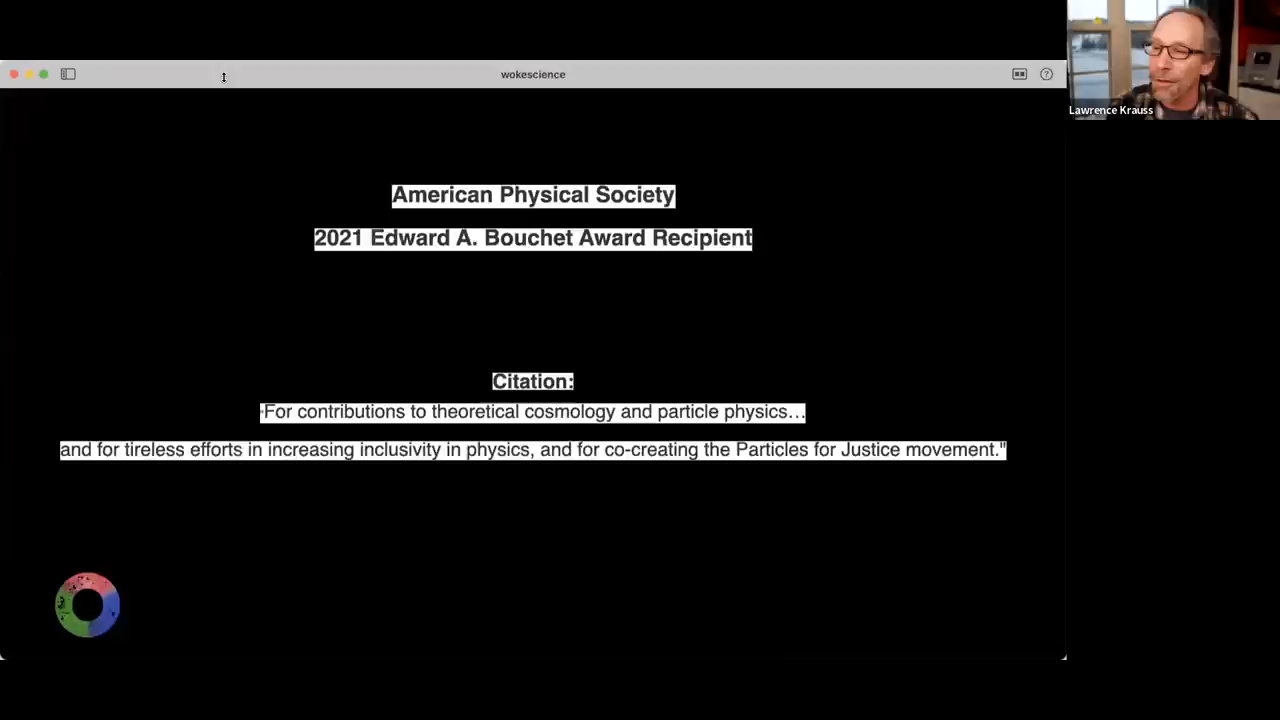 wokescience
Lawrence Krauss
American Physical Society
2021 Edward A. Bouchet Award Recipient
Citation:
"For contributions to theoretical cosmology and particle physics…
and for tireless efforts in increasing inclusivity in physics, and for co-creating the Particles for Justice movement."